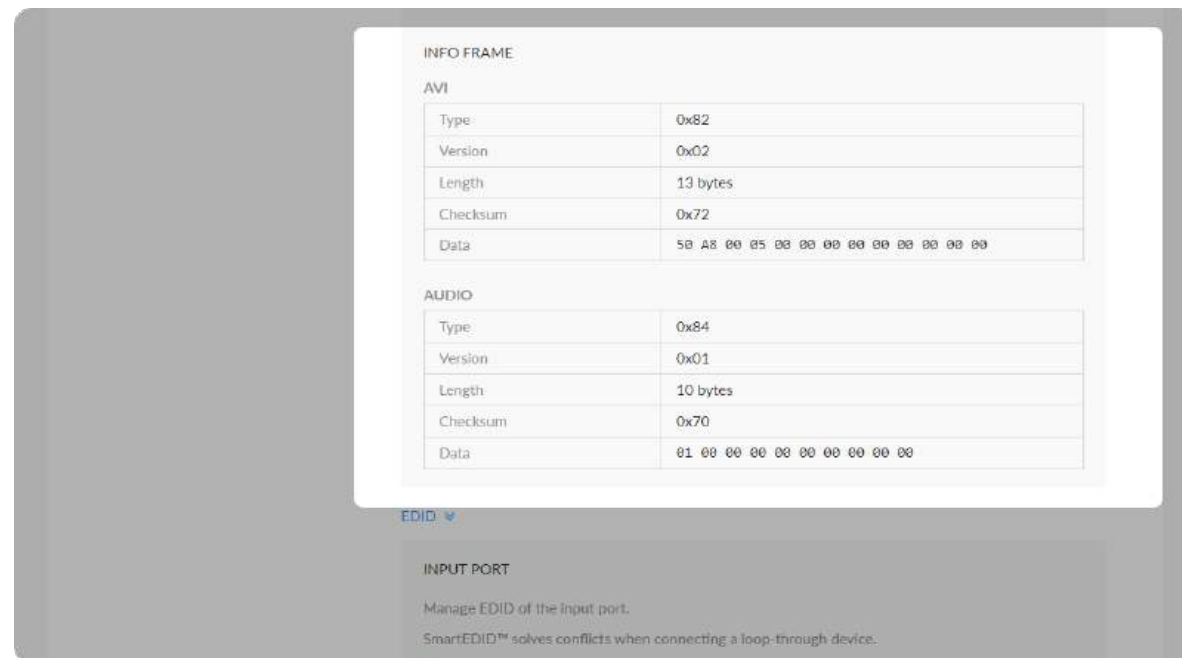 INFO FRAME
AVI
Type 0x82
Version 0x02
Length 13 bytes
Checksum 0x72
Data 50 A8 00 05 00 00 00 00 00 00 00 00 00
AUDIO
Type 0x84
Version 0x01
Length 10 bytes
Checksum 0x70
Data 01 00 00 00 00 00 00 00 00 00
EDID
INPUT PORT
Manage EDID of the input port.
SmartEDID™ solves conflicts when connecting a loop-through device.